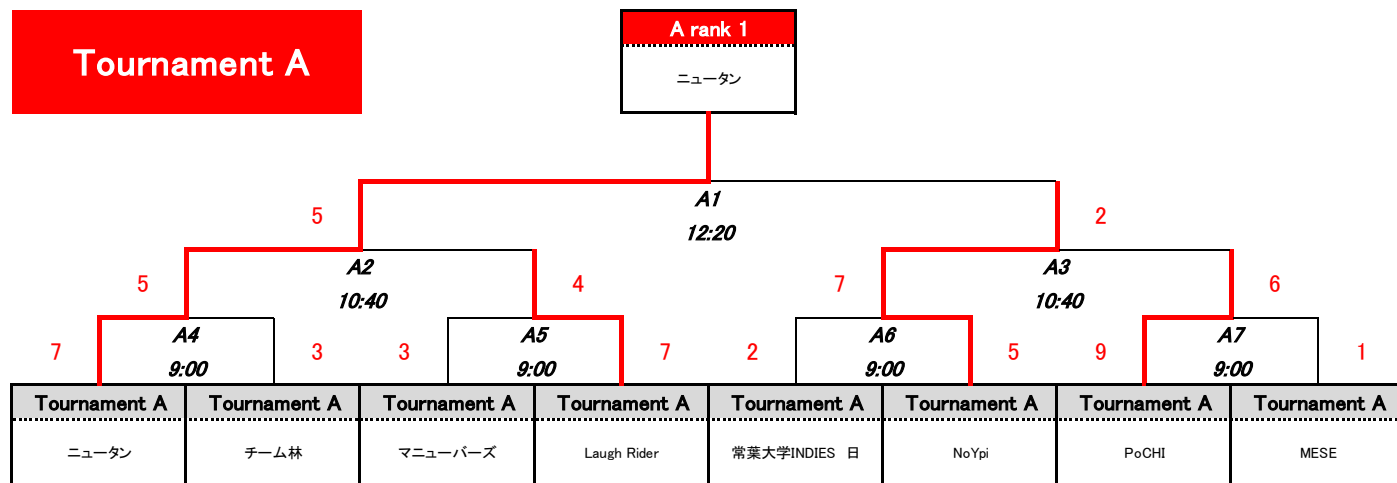 A rank 1
Tournament A
ニュータン
5 A1 2
12:20
5 A2 4 7 A3 6
10:40 10:40
7 A4 3 3 A5 7 2 A6 5 9 A7 1
9:00 9:00 9:00 9:00
Tournament A Tournament A Tournament A Tournament A Tournament A Tournament A Tournament A Tournament A
ニュータン チーム林 マニューバーズ Laugh Rider 常葉大学INDIES　日 NoYpi PoCHI MESE